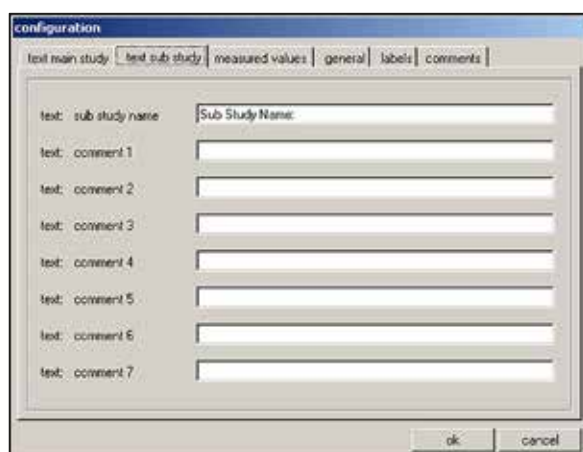 configuration
text main study text sub study measured values general labels comments
text: sub study name Sub Study Name:
text: comment 1
text: comment 2
text: comment 3
text: comment 4
text: comment 5
text: comment 6
text: comment 7
ok cancel